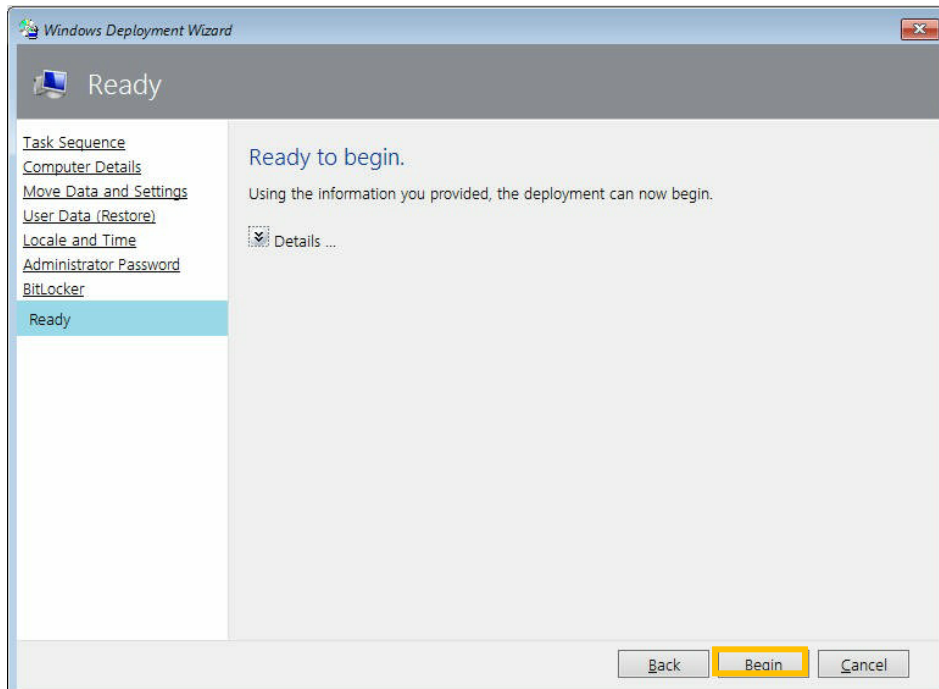 Windows Deployment Wizard
Ready
Task Sequence
Computer Details
Move Data and Settings
User Data (Restore)
Locale and Time
Administrator Password
BitLocker
Ready
Ready to begin.
Using the information you provided, the deployment can now begin.
Details ...
Back
Begin
Cancel